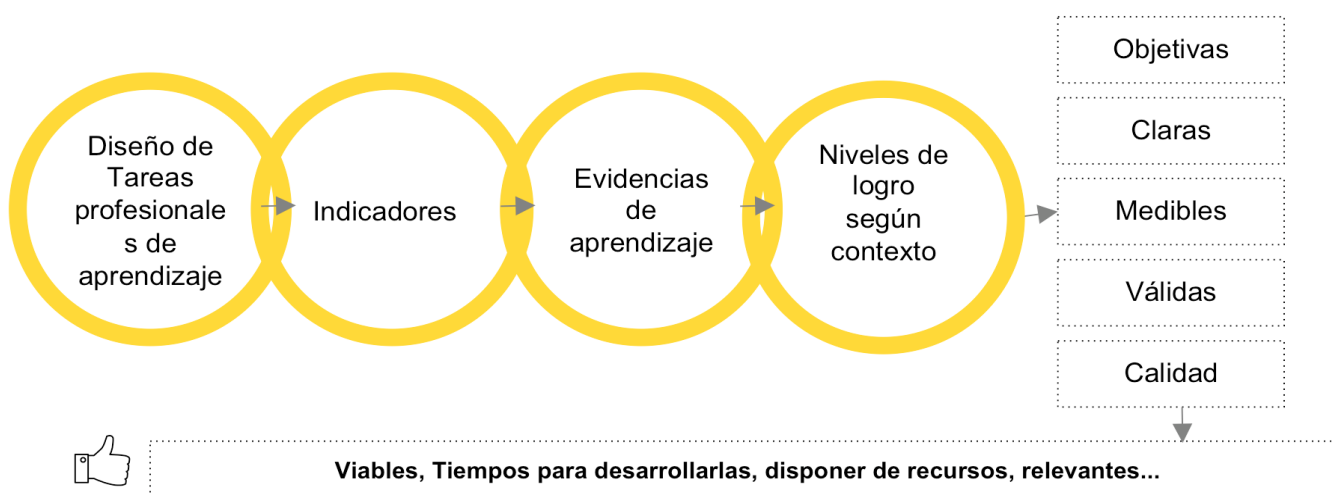 Diseño de
Tareas
profesionale
s de
aprendizaje
Indicadores
Evidencias
de
aprendizaje
Niveles de
logro
según
contexto
Objetivas
Claras
Medibles
Válidas
Calidad
Viables, Tiempos para desarrollarlas, disponer de recursos, relevantes...